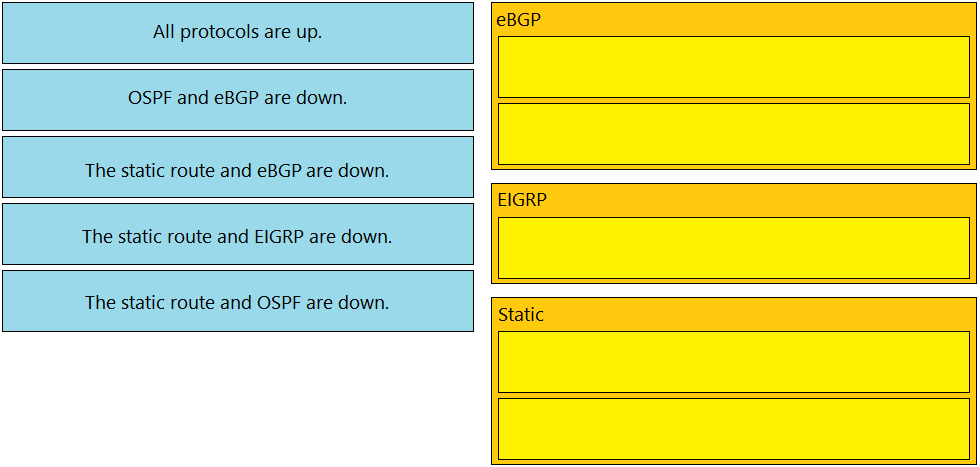 All protocols are up.
OSPF and eBGP are down.
The static route and eBGP are down.
The static route and EIGRP are down.
The static route and OSPF are down.
eBGP
EIGRP
Static